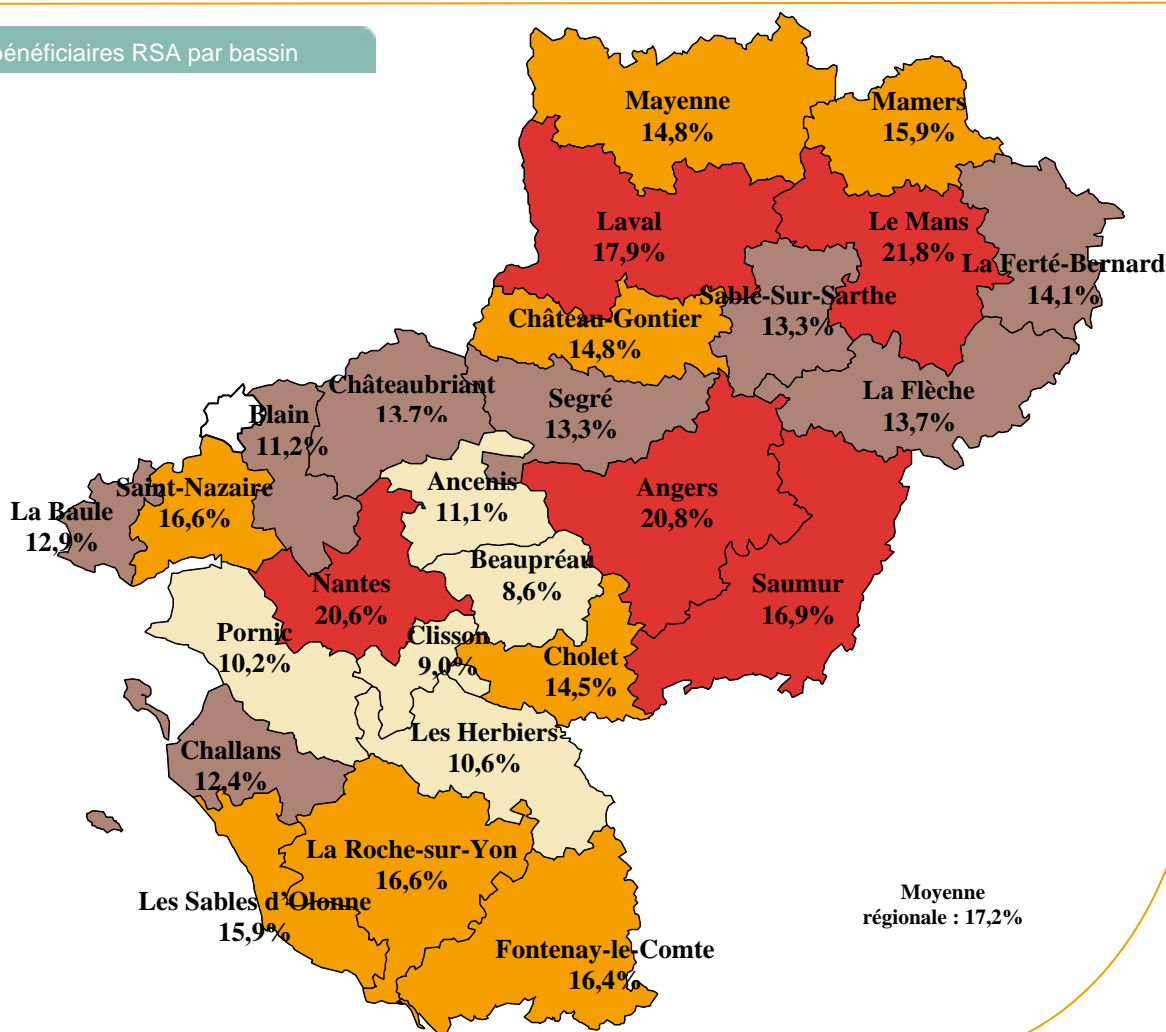 bénéficiaires RSA par bassin
Mayenne
14,8%
Mamers
15,9%
Laval
17,9%
Le Mans
21,8%
La Ferté-Bernard
14,1%
Sablé-Sur-Sarthe
13,3%
Château-Gontier
14,8%
Châteaubriant
13,7%
Segré
13,3%
La Flèche
13,7%
Blain
11,2%
Saint-Nazaire
16,6%
La Baule
12,9%
Ancenis
11,1%
Angers
20,8%
Beaupréau
8,6%
Nantes
20,6%
Saumur
16,9%
Pornic
10,2%
Clisson
9,0%
Cholet
14,5%
Les Herbiers
10,6%
Challans
12,4%
La Roche-sur-Yon
16,6%
Les Sables d'Olonne
15,9%
Fontenay-le-Comte
16,4%
Moyenne
régionale : 17,2%